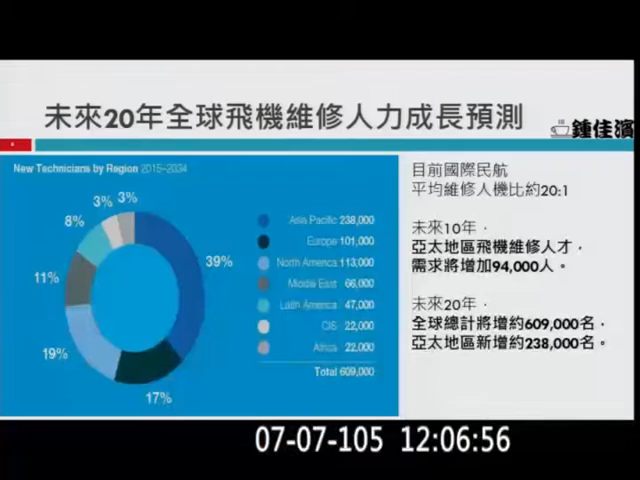 未來20年全球飛機維修人力成長預測
鍾佳濱
New Technicians by Region 2015–2034
3% 3%
8%
11%
19%
17%
39%
Asia Pacific 238,000
Europe 101,000
North America 113,000
Middle East 66,000
Latin America 47,000
CIS 22,000
Africa 22,000
Total 609,000
目前國際民航
平均維修人機比約20:1
未來10年，
亞太地區飛機維修人才，
需求將增加94,000人。
未來20年，
全球總計將增約609,000名，
亞太地區新增約238,000名。
07-07-105 12:06:56